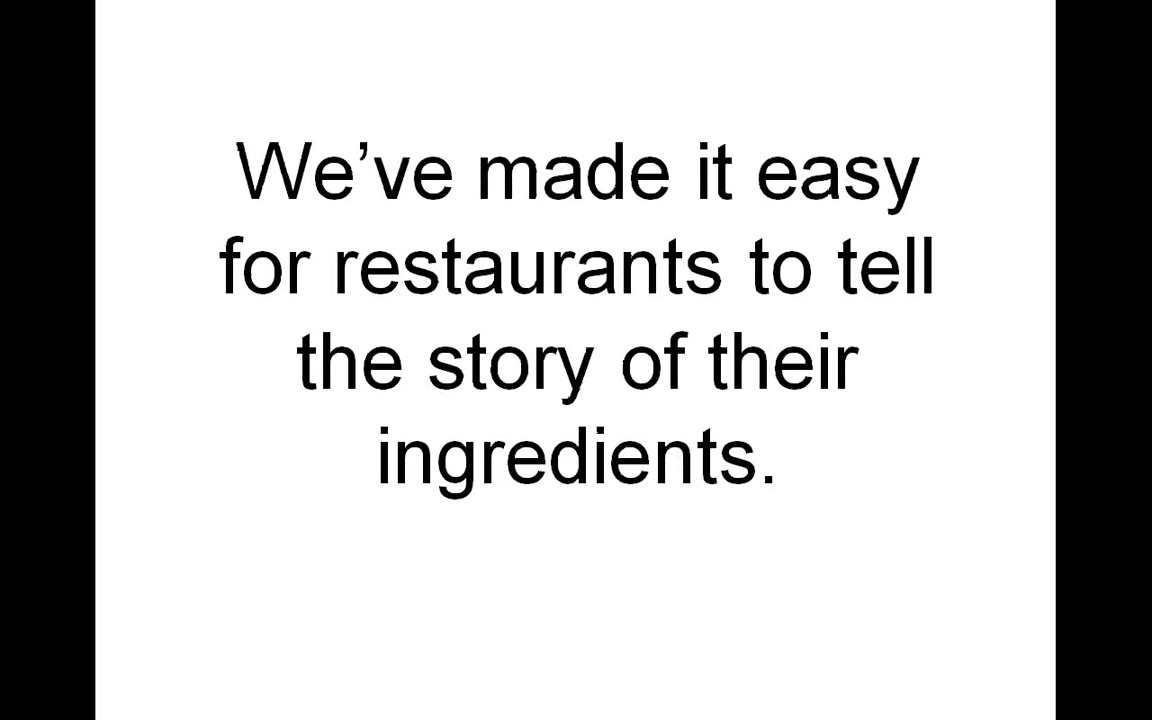 We’ve made it easy
for restaurants to tell
the story of their
ingredients.